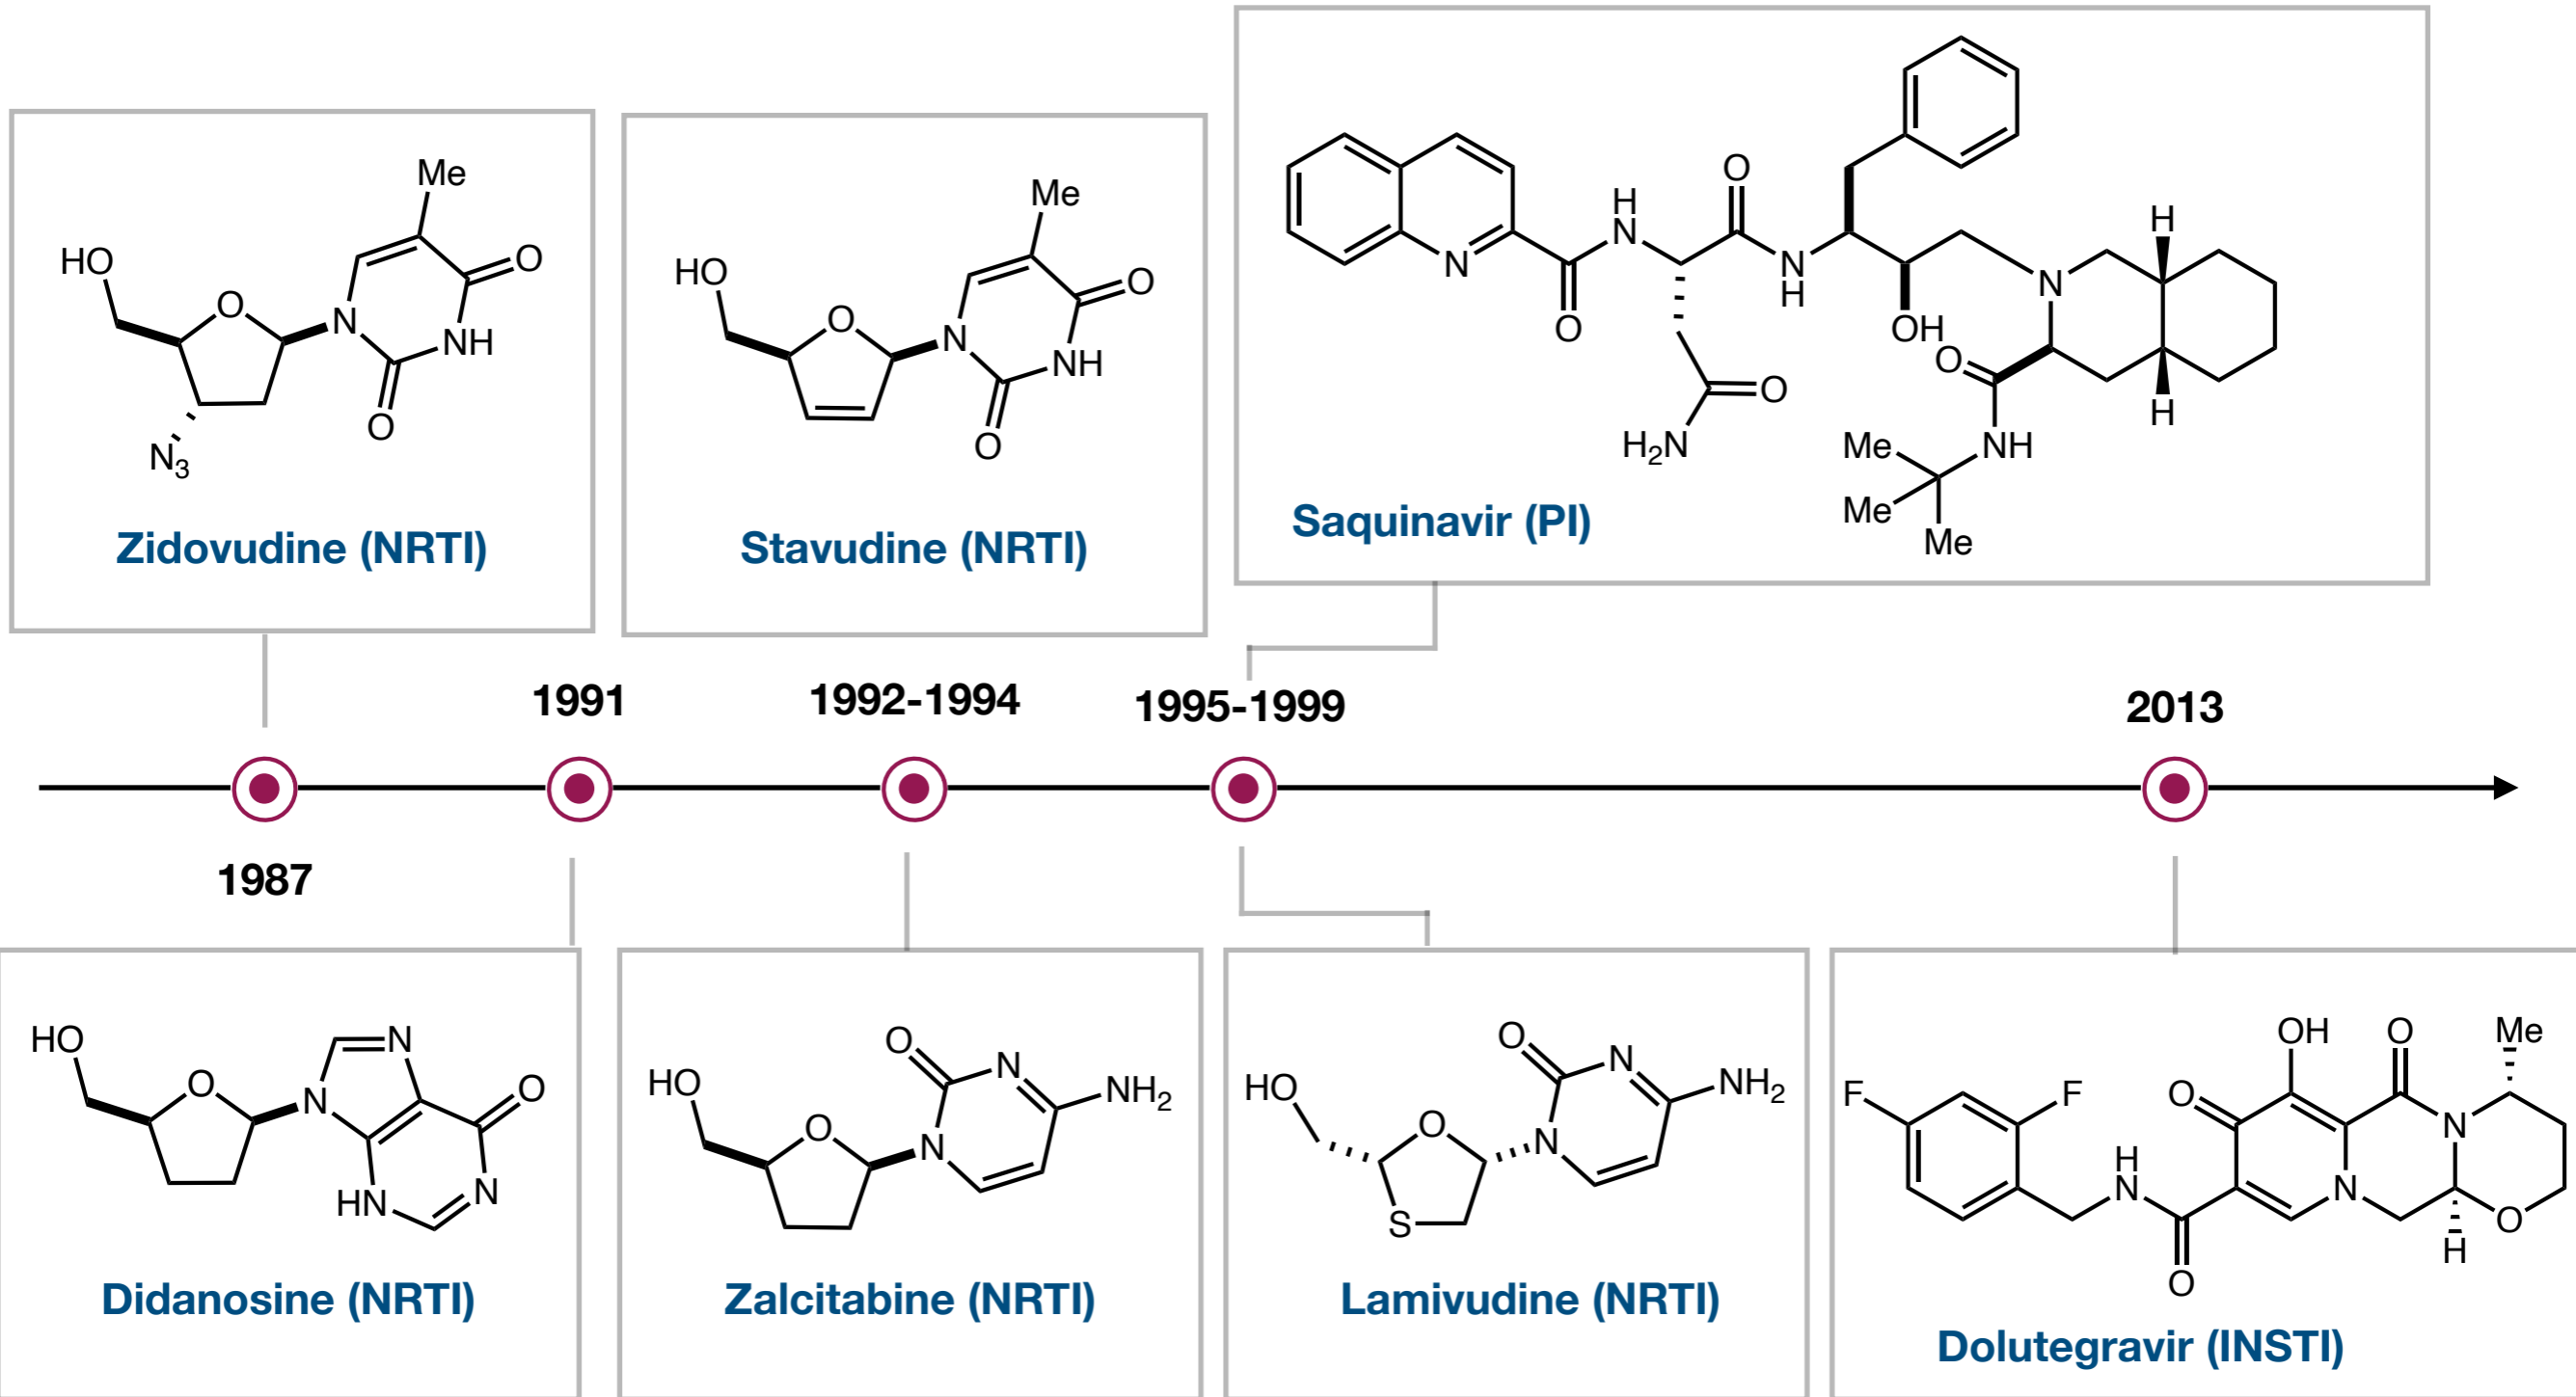 Me
HO
O
O
N
NH
O
N3
Zidovudine (NRTI)
Me
HO
O
O
N
NH
O
Stavudine (NRTI)
O
H
N
N
O
N
H
OH
O
H2N
N
H
H
O
NH
Me
Me
Me
Saquinavir (PI)
1991
1992-1994
1995-1999
2013
1987
HO
O
N
N
O
HN
N
Didanosine (NRTI)
HO
O
O
N
N
NH2
Zalcitabine (NRTI)
HO
O
O
S
N
N
NH2
Lamivudine (NRTI)
OH
O
Me
F
F
O
N
H
N
N
O
H
O
Dolutegravir (INSTI)